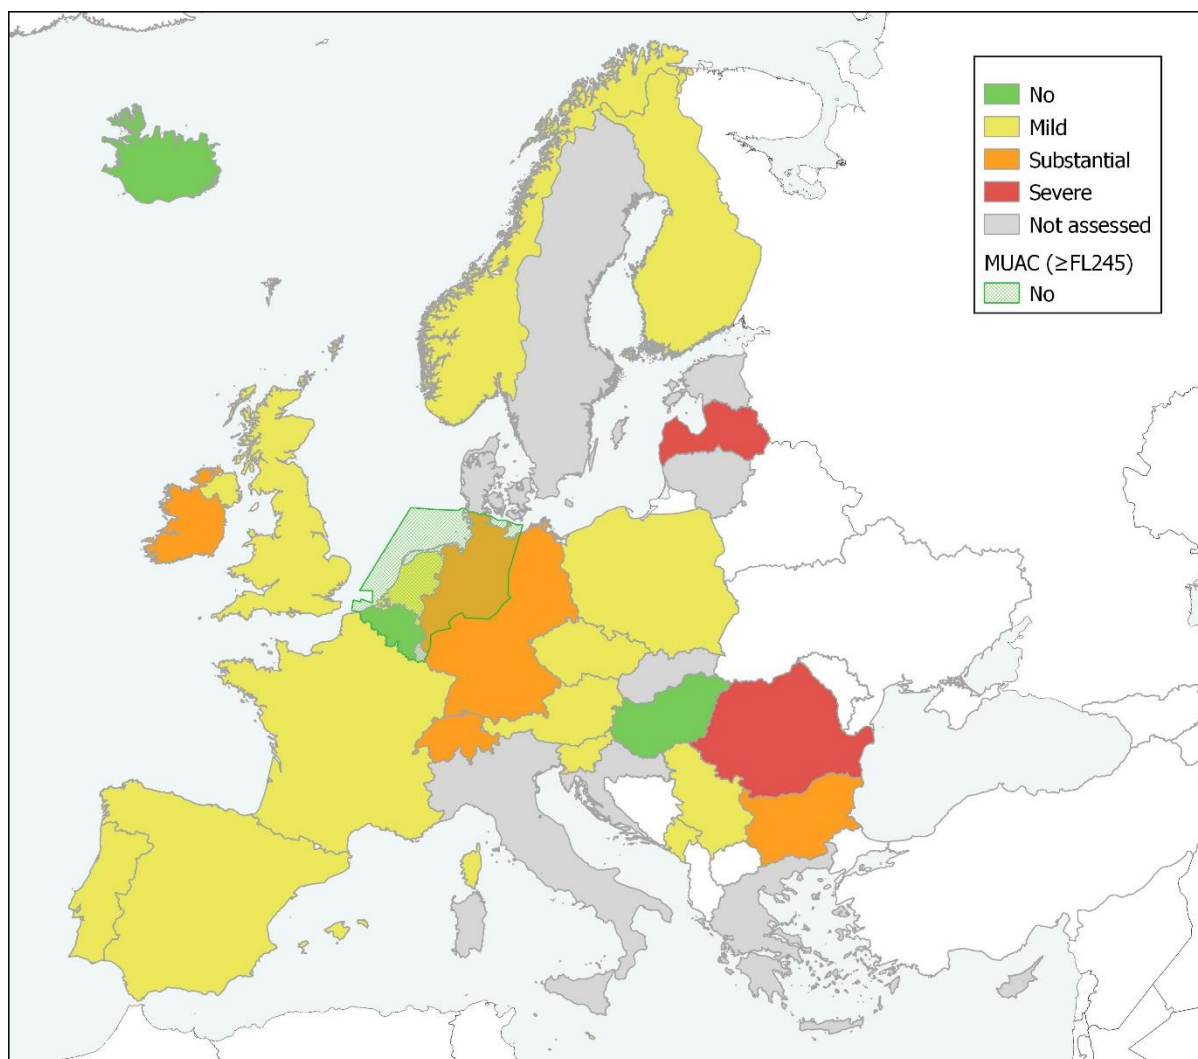 No
Mild
Substantial
Severe
Not assessed
MUAC (≥FL245)
No